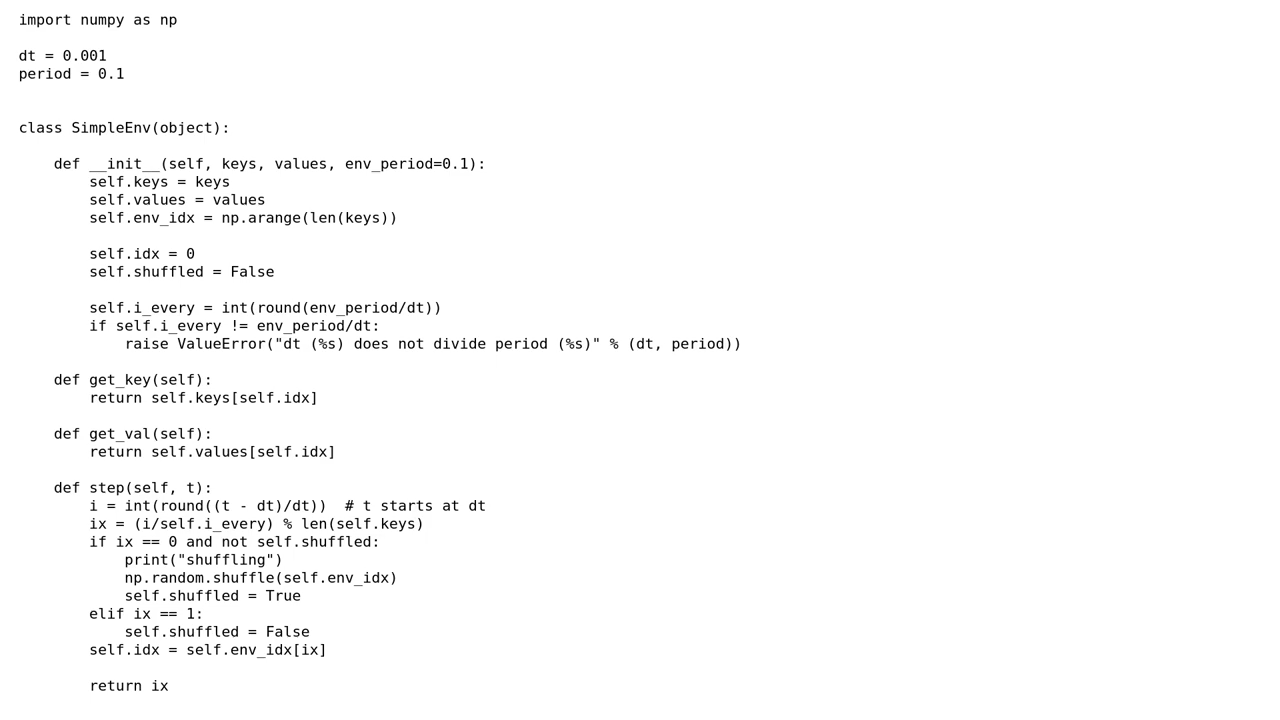 import numpy as np
dt = 0.001
period = 0.1
class SimpleEnv(object):
    def __init__(self, keys, values, env_period=0.1):
        self.keys = keys
        self.values = values
        self.env_idx = np.arange(len(keys))
        self.idx = 0
        self.shuffled = False
        self.i_every = int(round(env_period/dt))
        if self.i_every != env_period/dt:
            raise ValueError("dt (%s) does not divide period (%s)" % (dt, period))
    def get_key(self):
        return self.keys[self.idx]
    def get_val(self):
        return self.values[self.idx]
    def step(self, t):
        i = int(round((t - dt)/dt))  # t starts at dt
        ix = (i/self.i_every) % len(self.keys)
        if ix == 0 and not self.shuffled:
            print("shuffling")
            np.random.shuffle(self.env_idx)
            self.shuffled = True
        elif ix == 1:
            self.shuffled = False
        self.idx = self.env_idx[ix]
        return ix